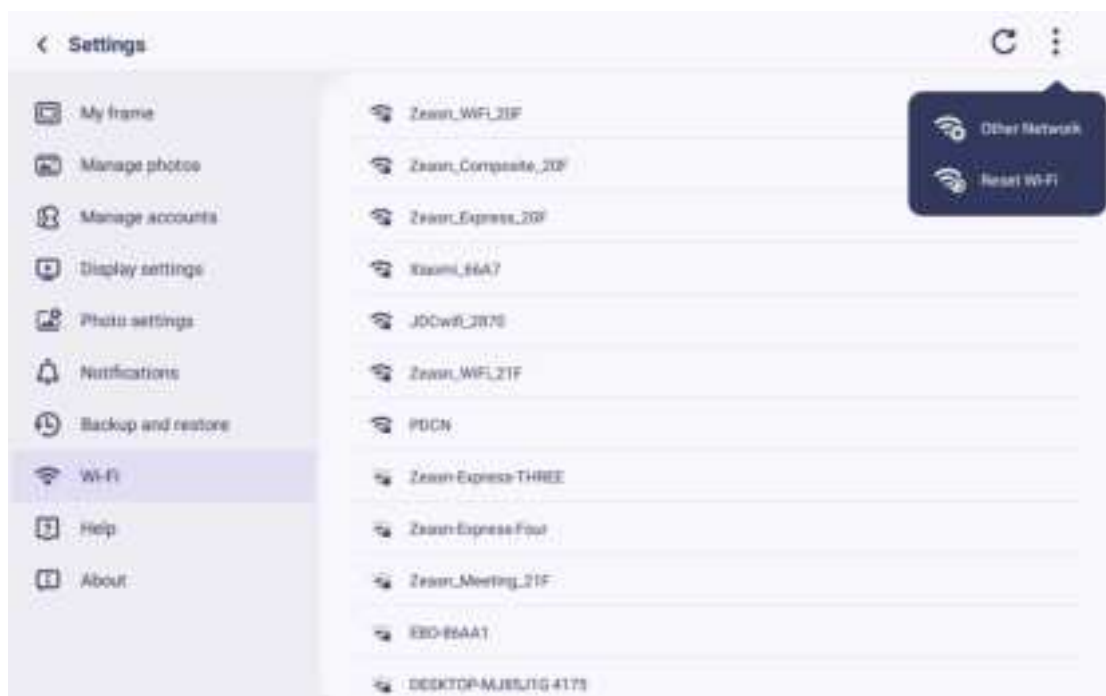 Settings
My frame
Manage photos
Manage accounts
Display settings
Photo settings
Notifications
Backup and restore
Wi-Fi
Help
About
Zeasn_WiFi_20F
Zeasn_Composite_20F
Zeasn_Express_20F
Xiaomi_66A7
JDCwifi_2870
Zeasn_WiFi_21F
PDCN
Zeasn-Express-THREE
Zeasn-Express-Four
Zeasn_Meeting_21F
EBO-86AA1
Other Network
Reset Wi-Fi